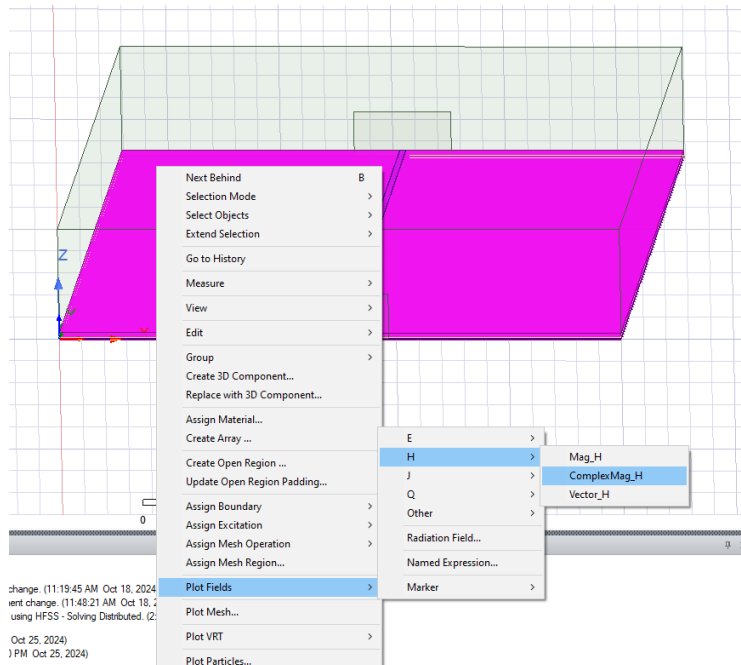 Next Behind B
Selection Mode
Select Objects
Extend Selection
Go to History
Measure
Z
View
Edit
Group
Create 3D Component...
Replace with 3D Component...
Assign Material...
Create Array ...
E
H
Mag_H
Create Open Region ...
J
ComplexMag_H
Update Open Region Padding...
Q
Vector_H
Assign Boundary
Other
0
Assign Excitation
Radiation Field...
Assign Mesh Operation
Assign Mesh Region...
Named Expression...
change. (11:19:45 AM Oct 18, 2024
Plot Fields
Marker
ent change. (11:48:21 AM Oct 18, 2
using HFSS - Solving Distributed. (2:
Plot Mesh...
Oct 25, 2024)
Plot VRT
PM Oct 25, 2024)
Plot Particles...